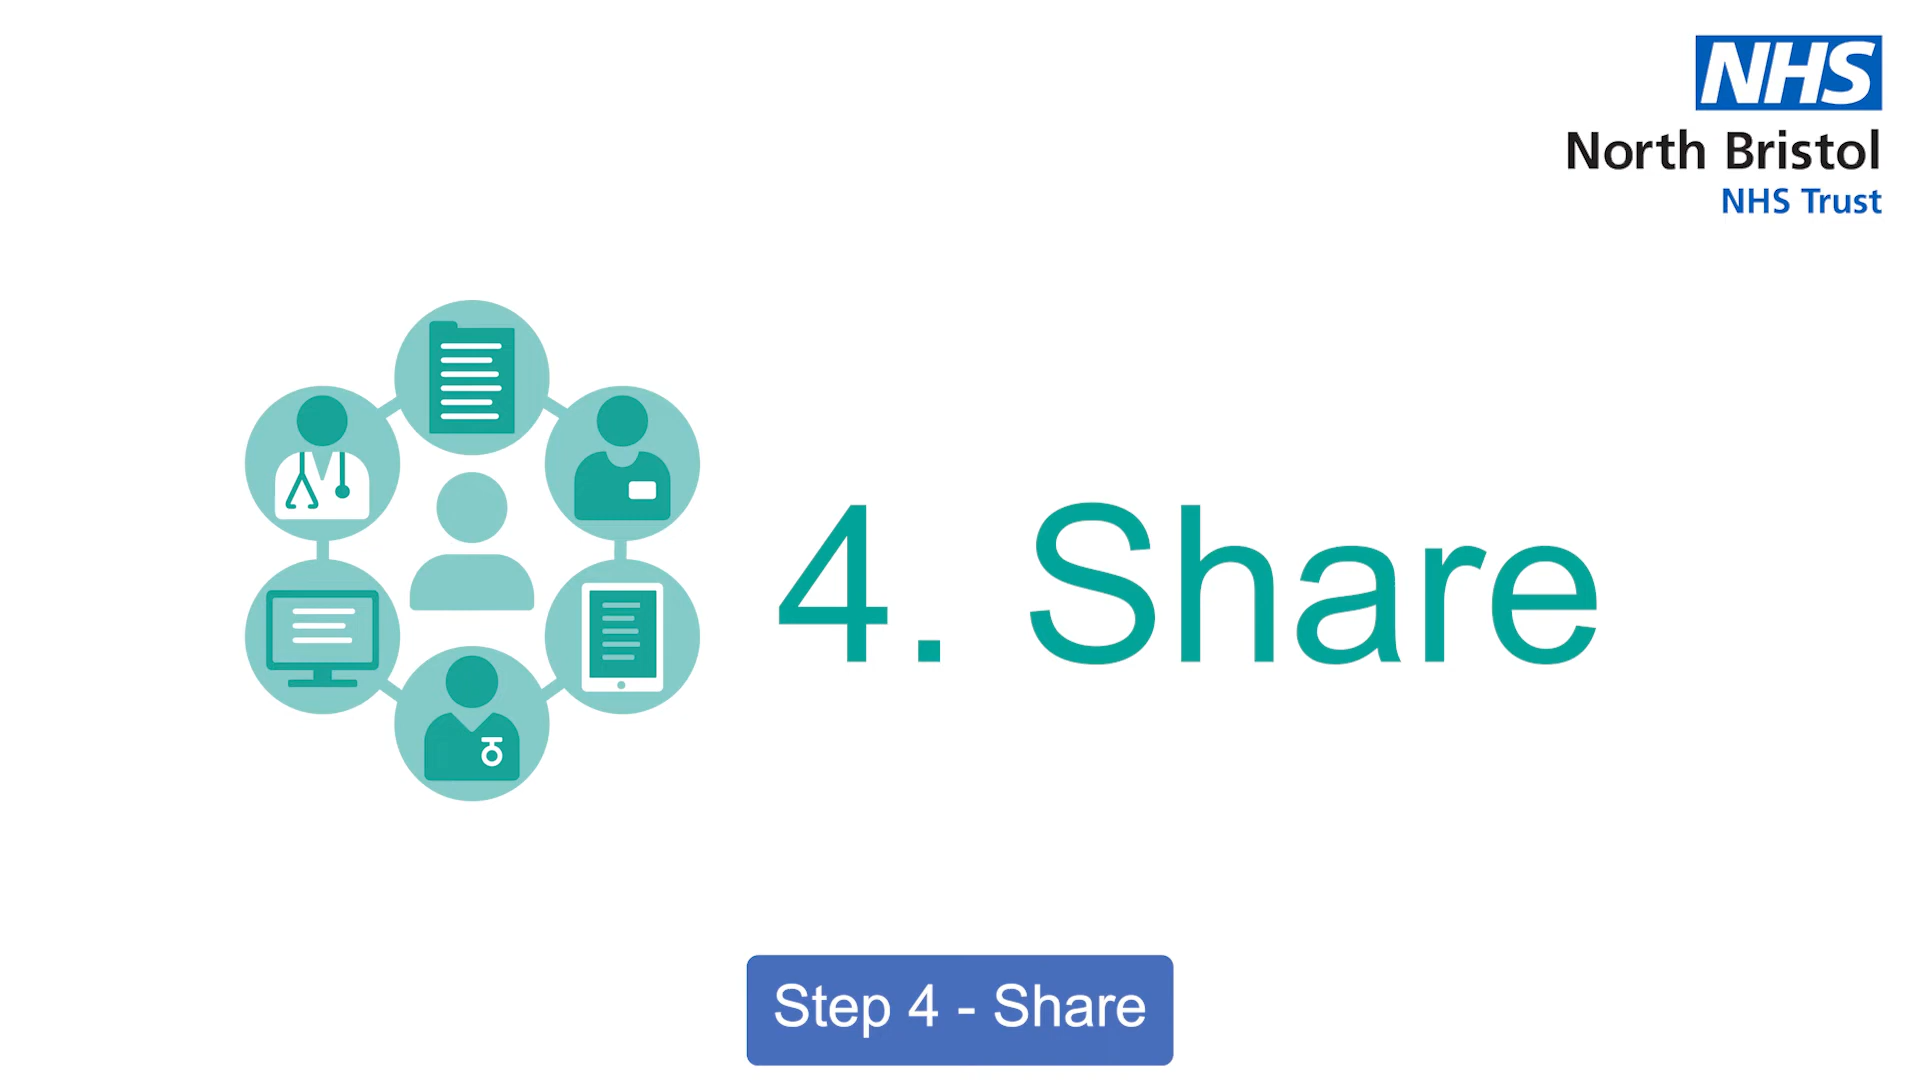 NHS
North Bristol
NHS Trust
4. Share
Step 4 - Share